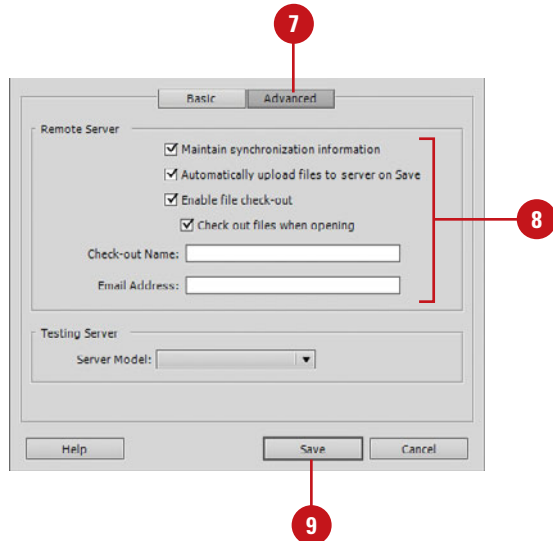 7
Basic Advanced
Remote Server
Maintain synchronization information
Automatically upload files to server on Save
Enable file check-out
Check out files when opening
8
Check-out Name:
Email Address:
Testing Server
Server Model:
Help Save Cancel
9